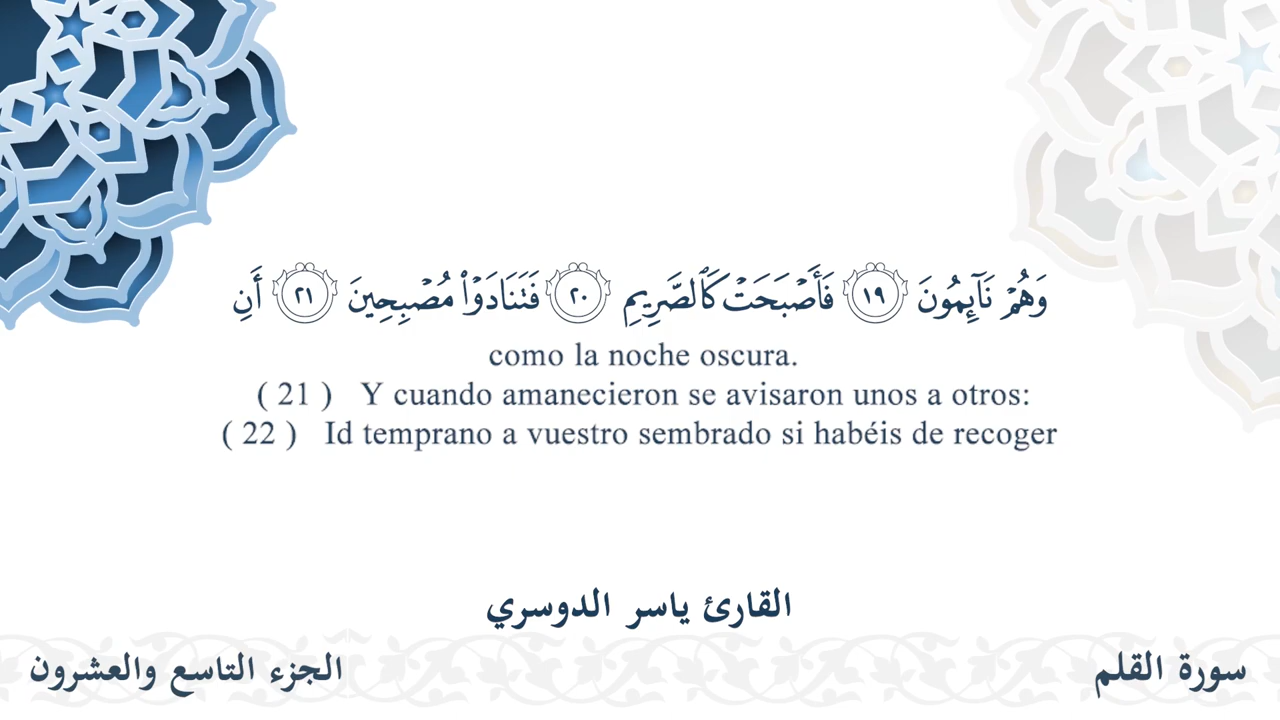 وَهُمْ نَآئِمُونَ ١٩ فَأَصْبَحَتْ كَٱلصَّرِيمِ ٢٠ فَتَنَادَوْا۟ مُصْبِحِينَ ٢١ أَنِ
como la noche oscura.
( 21 ) Y cuando amanecieron se avisaron unos a otros:
( 22 ) Id temprano a vuestro sembrado si habéis de recoger
القارئ ياسر الدوسري
سورة القلم
الجزء التاسع والعشرون